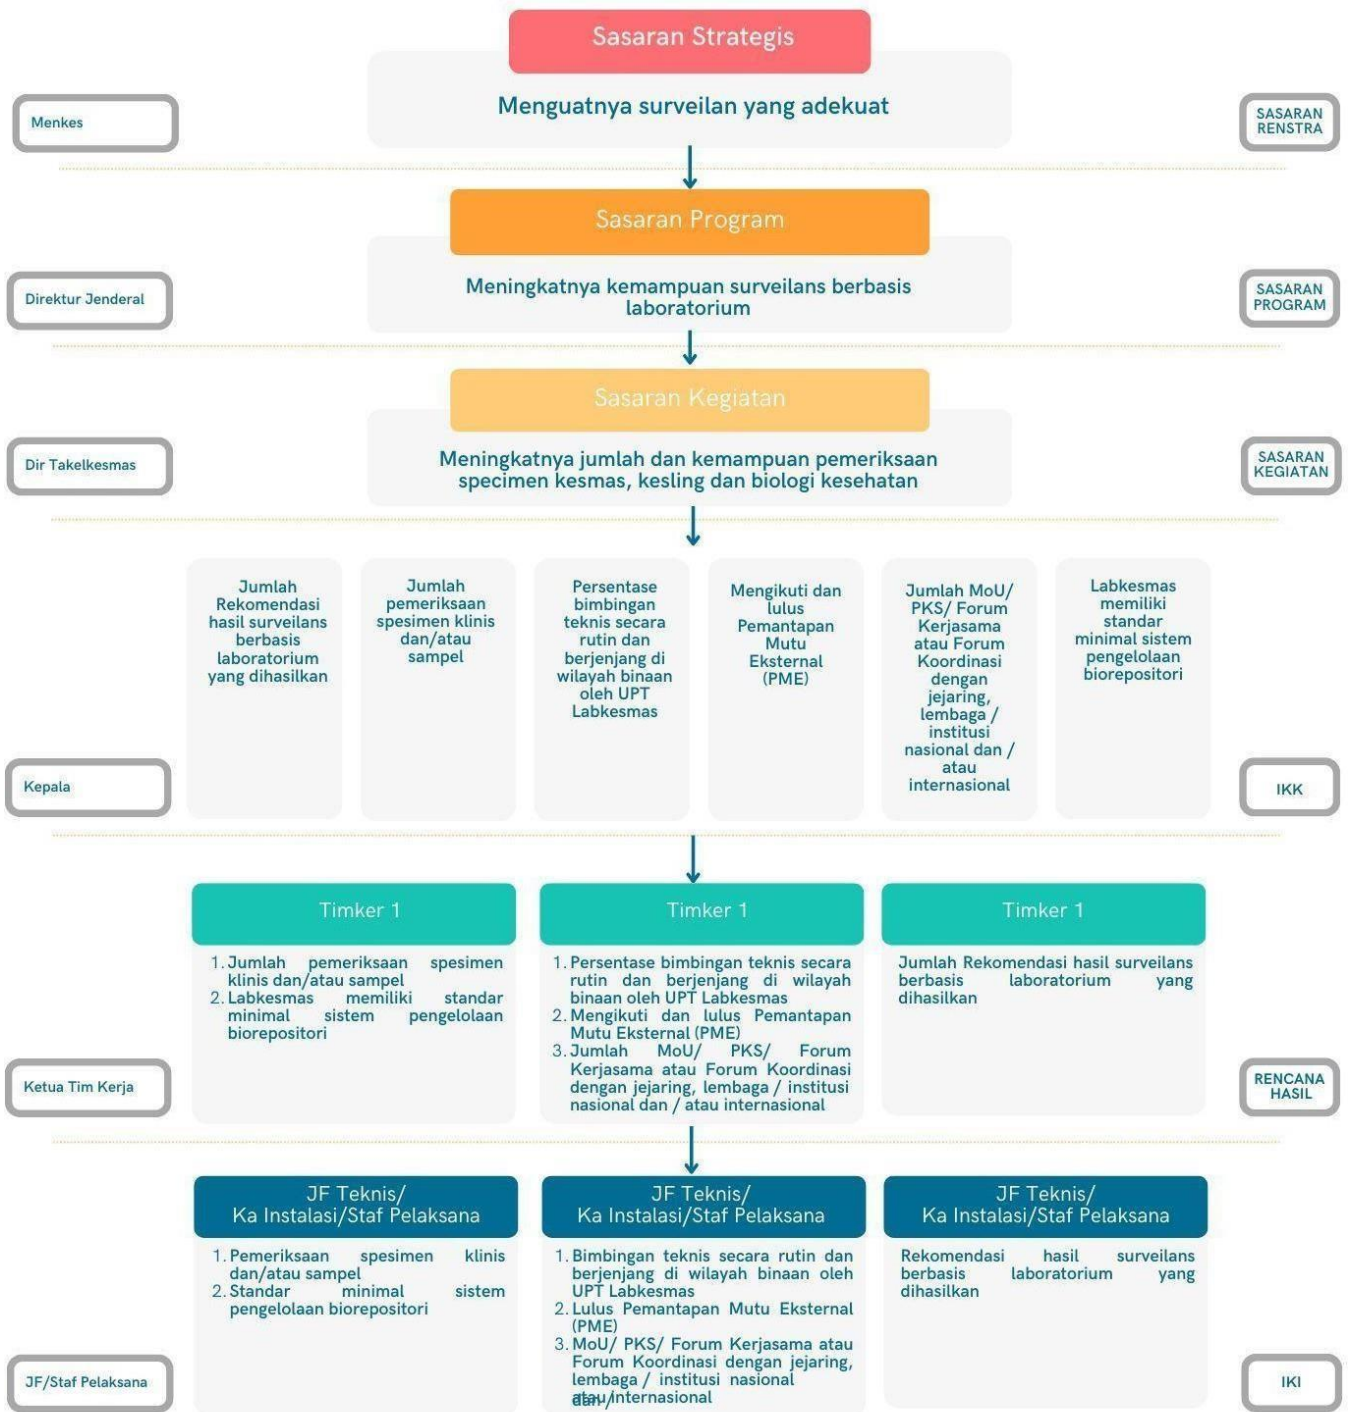 Sasaran Strategis
Menguatnya surveilan yang adekuat
Menkes
SASARAN
RENSTRA
Sasaran Program
Meningkatnya kemampuan surveilans berbasis
laboratorium
Direktur Jenderal
SASARAN
PROGRAM
Sasaran Kegiatan
Meningkatnya jumlah dan kemampuan pemeriksaan
specimen kesmas, kesling dan biologi kesehatan
Dir Takelkesmas
SASARAN
KEGIATAN
Jumlah
Rekomendasi
hasil surveilans
berbasis
laboratorium
yang dihasilkan
Jumlah
pemeriksaan
spesimen klinis
dan/atau
sampel
Persentase
bimbingan
teknis secara
rutin dan
berjenjang di
wilayah binaan
oleh UPT
Labkesmas
Mengikuti dan
lulus
Pemantapan
Mutu
Eksternal
(PME)
Jumlah MoU/
PKS/ Forum
Kerjasama
atau Forum
Koordinasi
dengan
jejaring,
lembaga /
institusi
nasional dan /
atau
internasional
Labkesmas
memiliki
standar
minimal sistem
pengelolaan
biorepositori
Kepala
IKK
Timker 1
1. Jumlah pemeriksaan spesimen
klinis dan/atau sampel
2. Labkesmas memiliki standar
minimal sistem pengelolaan
biorepositori
Timker 1
1. Persentase bimbingan teknis secara
rutin dan berjenjang di wilayah
binaan oleh UPT Labkesmas
2. Mengikuti dan lulus Pemantapan
Mutu Eksternal (PME)
3. Jumlah MoU/ PKS/ Forum
Kerjasama atau Forum Koordinasi
dengan jejaring, lembaga / institusi
nasional dan / atau internasional
Timker 1
Jumlah Rekomendasi hasil surveilans
berbasis laboratorium yang
dihasilkan
Ketua Tim Kerja
RENCANA
HASIL
JF Teknis/
Ka Instalasi/Staf Pelaksana
1. Pemeriksaan spesimen klinis
dan/atau sampel
2. Standar minimal sistem
pengelolaan biorepositori
JF Teknis/
Ka Instalasi/Staf Pelaksana
1. Bimbingan teknis secara rutin dan
berjenjang di wilayah binaan oleh
UPT Labkesmas
2. Lulus Pemantapan Mutu Eksternal
(PME)
3. MoU/ PKS/ Forum Kerjasama atau
Forum Koordinasi dengan jejaring,
lembaga / institusi nasional
dan /
atau internasional
JF Teknis/
Ka Instalasi/Staf Pelaksana
Rekomendasi hasil surveilans
berbasis laboratorium yang
dihasilkan
JF/Staf Pelaksana
IKI